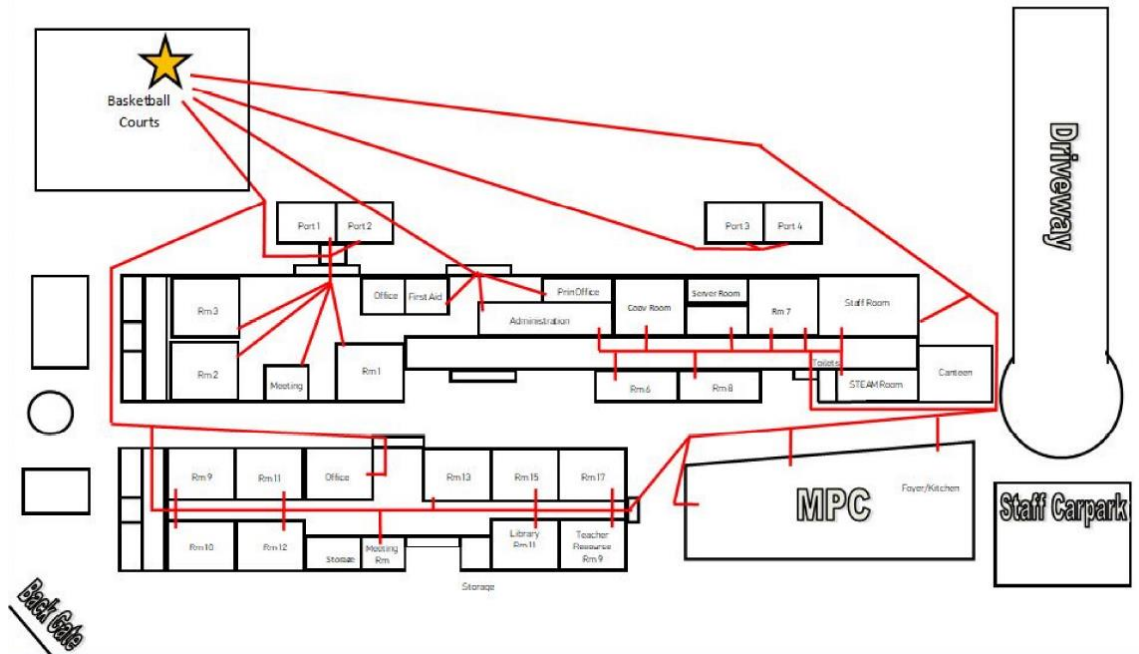 Basketball
Courts
Driveway
Port 1
Port 2
Port 3
Port 4
Rm 3
Office
First Aid
Prin Office
Administration
Conv Room
Server Room
Rm 7
Staff Room
Rm 2
Meeting
Rm 1
Rm 6
Rm 8
Toilets
STEAM Room
Canteen
Rm 9
Rm 11
Office
Rm 13
Rm 15
Rm 17
MPC
Foyer/Kitchen
Staff Carpark
Rm 10
Rm 12
Storage
Meeting
Rm
Library
Rm 11
Teacher
Resource
Rm 9
Storage
Back Gate